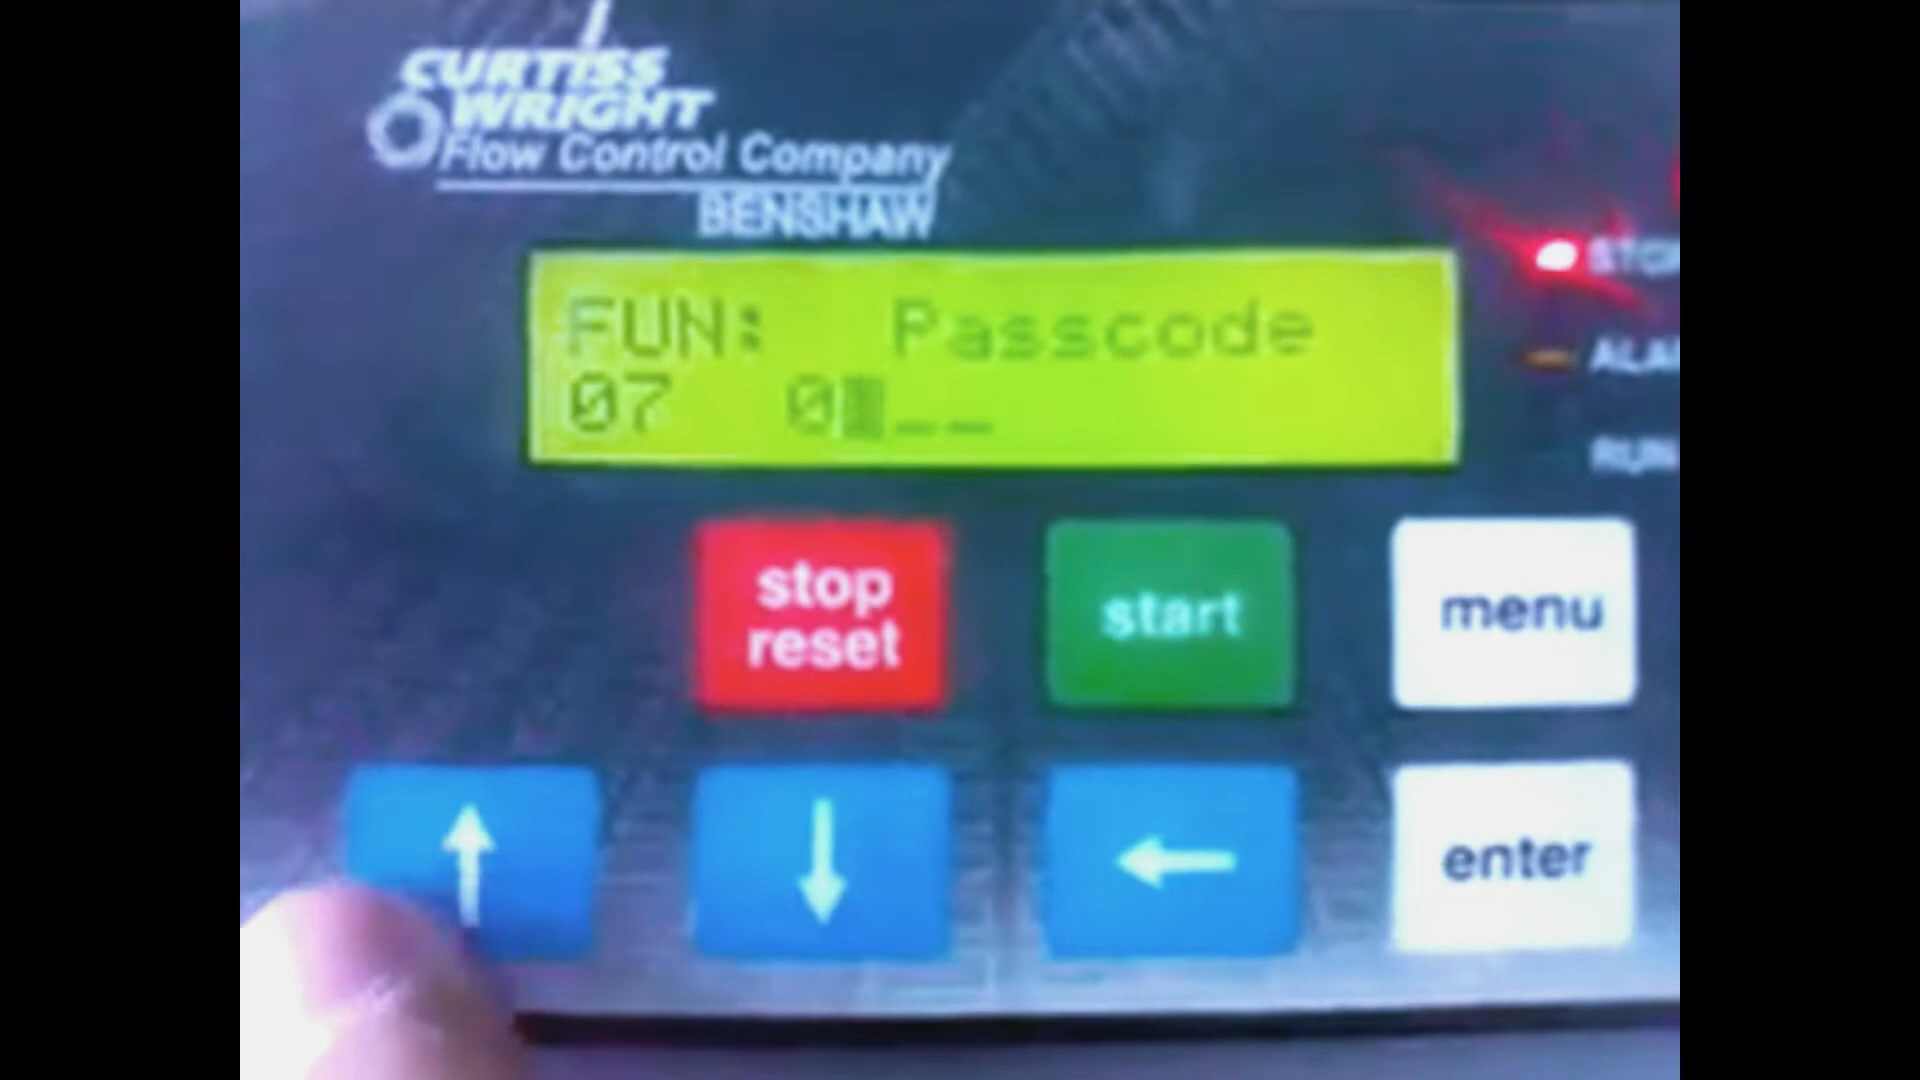 CURTISS
WRIGHT
Flow Control Company
BENSHAW
FUN: Passcode
07 0 _ _
stop
reset
start
menu
enter